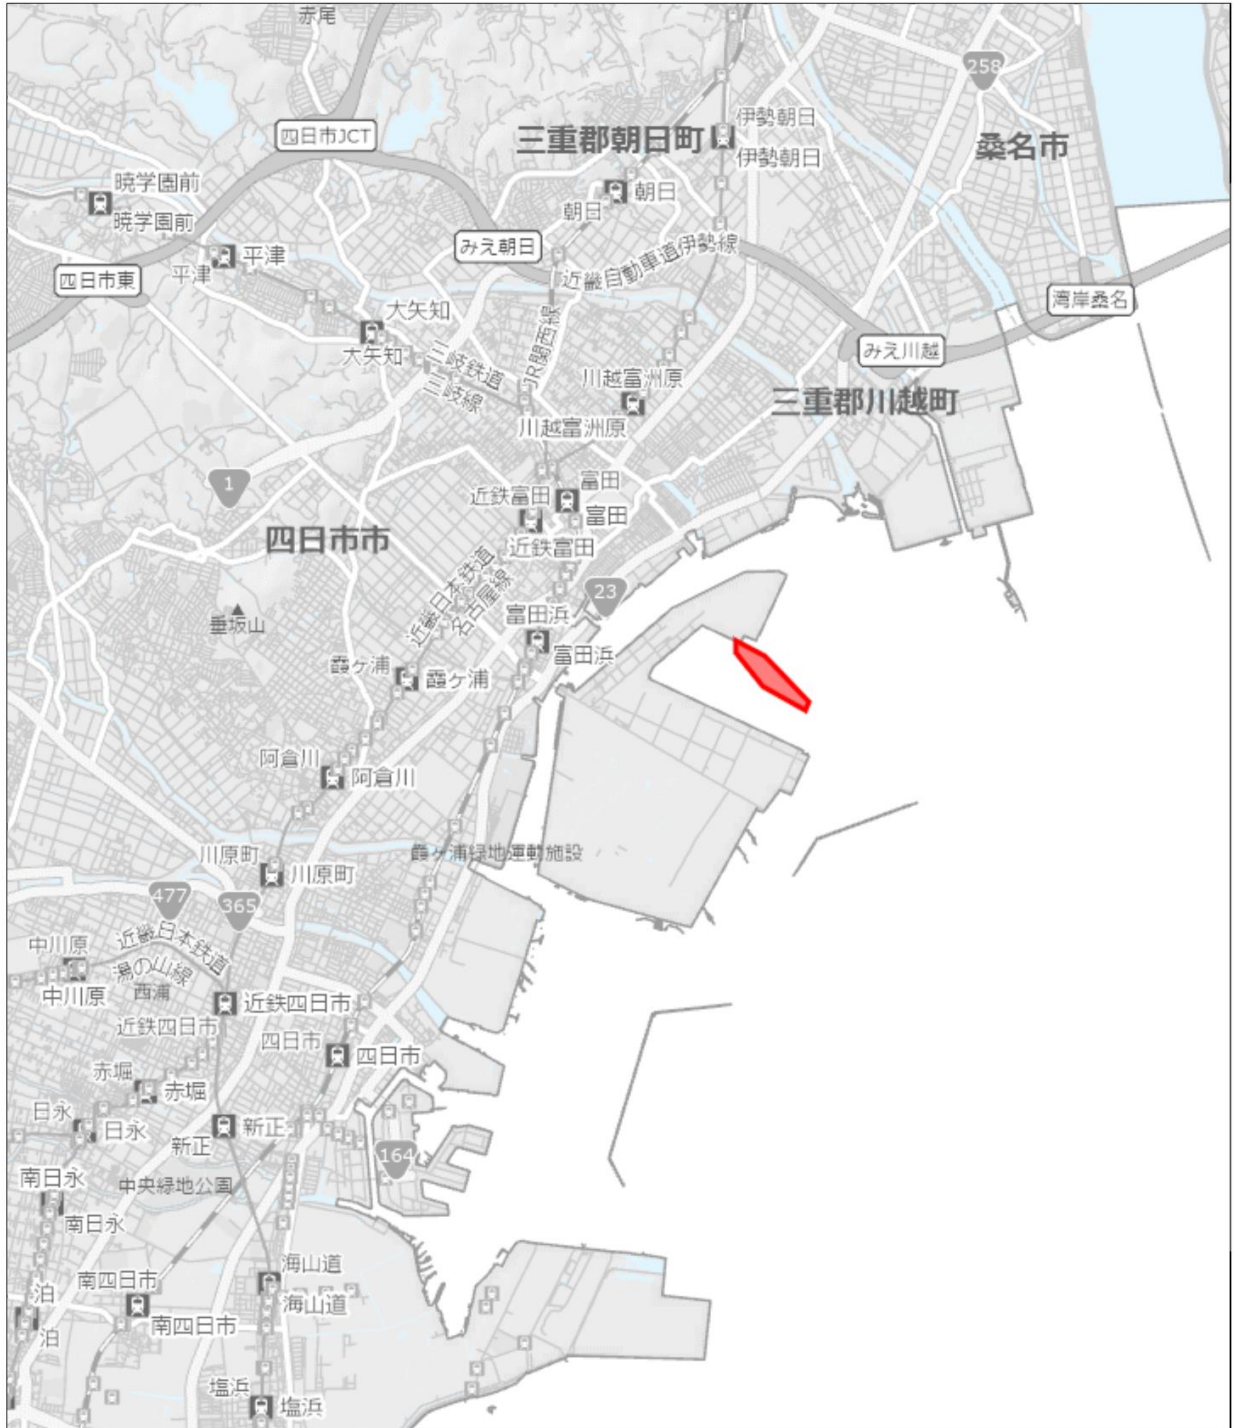 赤尾
258
四日市JCT
伊勢朝日
三重郡朝日町
桑名市
伊勢朝日
暁学園前
朝日
朝日
暁学園前
みえ朝日
平津
平津
近畿自動車道伊勢線
四日市東
湾岸桑名
大矢知
JR関西線
みえ川越
大矢知
三岐鉄道
三岐線
川越富洲原
三重郡川越町
川越富洲原
1
富田
近鉄富田
富田
四日市市
近鉄富田
近畿日本鉄道
名古屋線
23
垂坂山
富田浜
富田浜
霞ヶ浦
霞ヶ浦
阿倉川
阿倉川
川原町
霞ヶ浦緑地運動施設
川原町
477
365
中川原
近畿日本鉄道
湯の山線
中川原
西浦
近鉄四日市
近鉄四日市
四日市
四日市
赤堀
赤堀
日永
日永
新正
新正
164
南日永
中央緑地公園
南日永
海山道
南四日市
海山道
泊
南四日市
泊
塩浜
塩浜